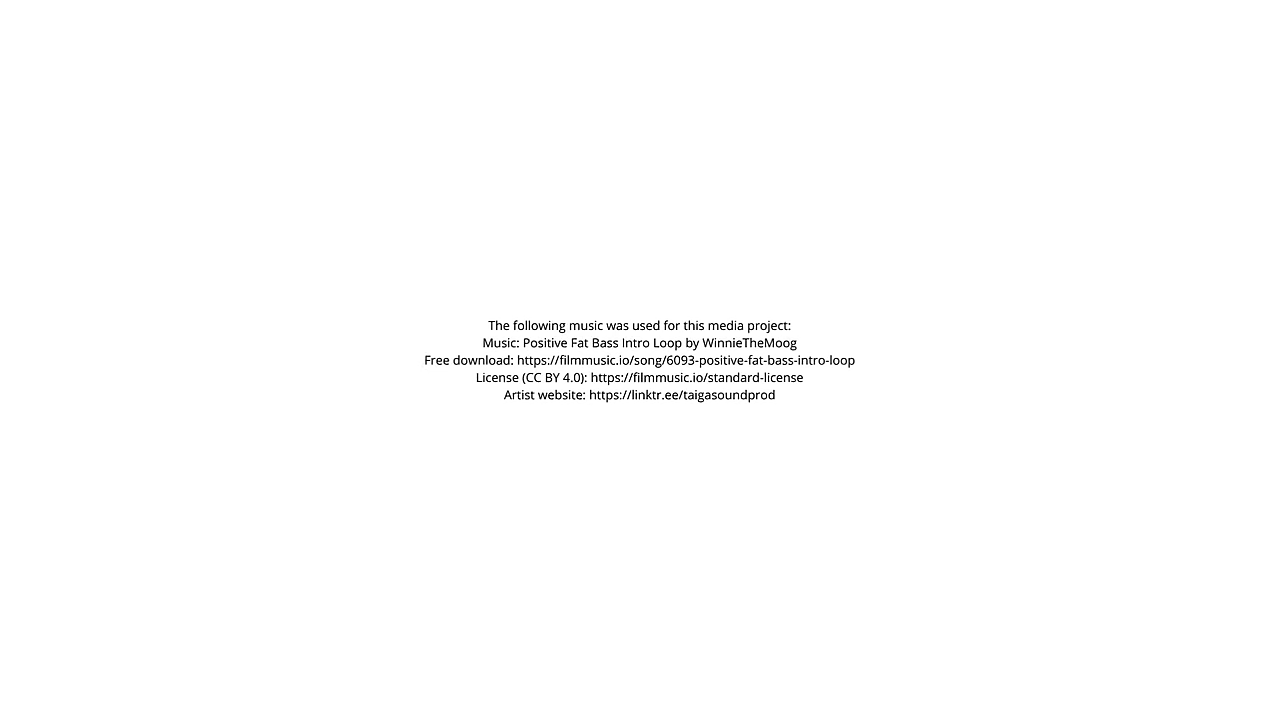 The following music was used for this media project:
Music: Positive Fat Bass Intro Loop by WinnieTheMoog
Free download: https://filmmusic.io/song/6093-positive-fat-bass-intro-loop
License (CC BY 4.0): https://filmmusic.io/standard-license
Artist website: https://linktr.ee/taigasoundprod